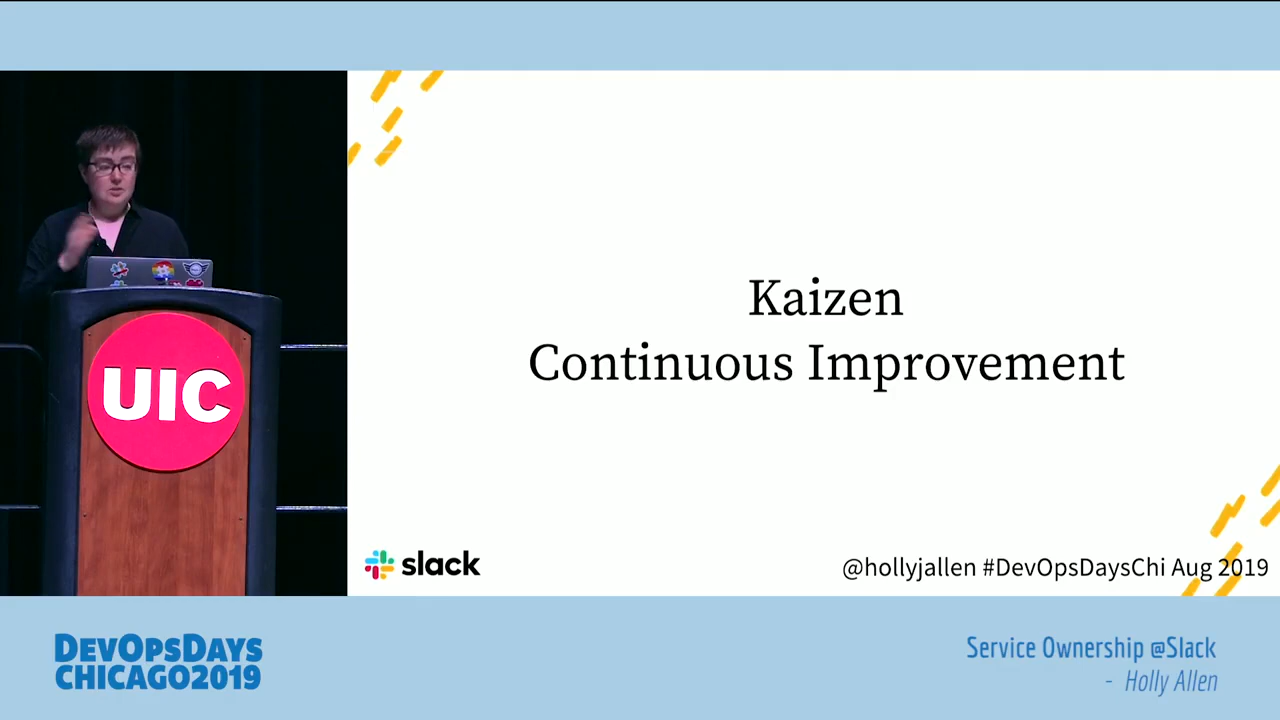 Kaizen
Continuous Improvement
UIC
slack
@hollyjallen #DevOpsDaysChi Aug 2019
DEVOPSDAYS
CHICAGO2019
Service Ownership @Slack
- Holly Allen